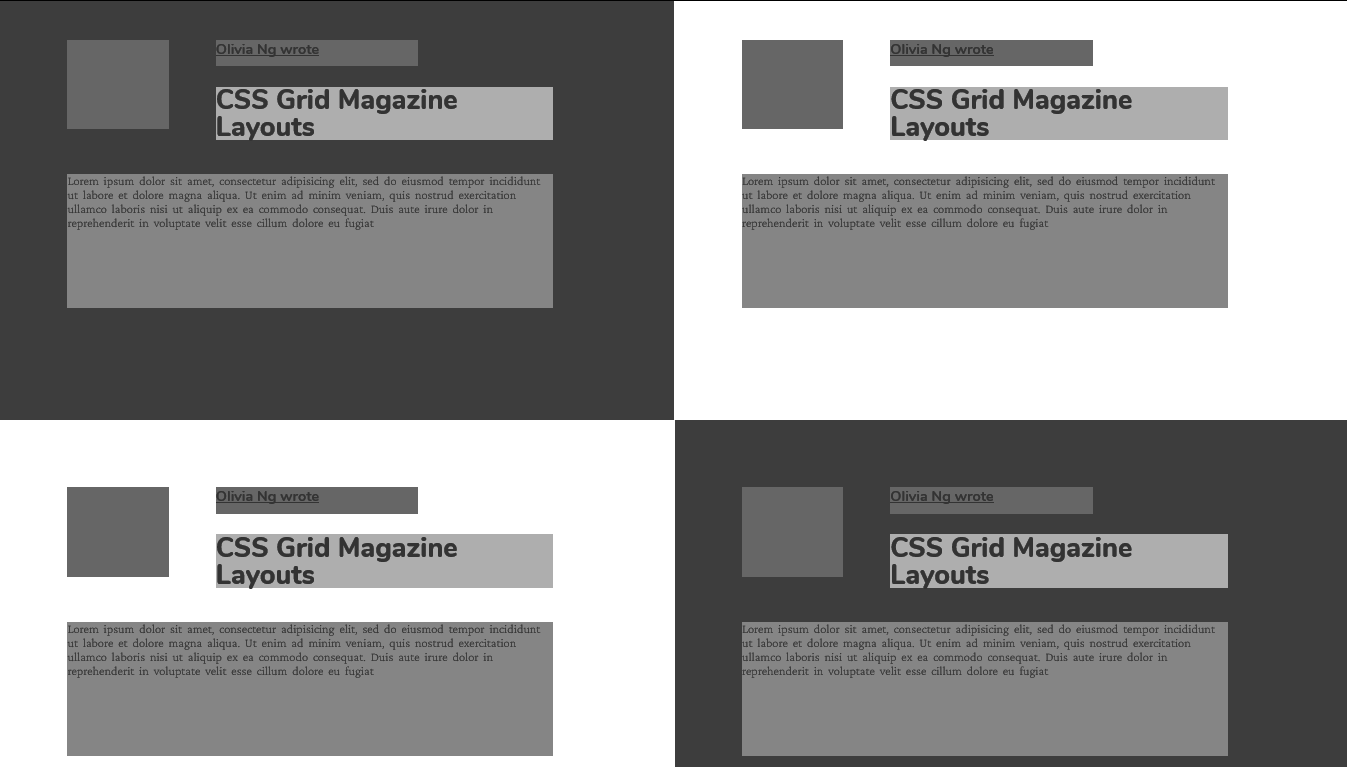 Olivia Ng wrote
CSS Grid Magazine
Layouts
Lorem ipsum dolor sit amet, consectetur adipisicing elit, sed do eiusmod tempor incididunt
ut labore et dolore magna aliqua. Ut enim ad minim veniam, quis nostrud exercitation
ullamco laboris nisi ut aliquip ex ea commodo consequat. Duis aute irure dolor in
reprehenderit in voluptate velit esse cillum dolore eu fugiat
Olivia Ng wrote
CSS Grid Magazine
Layouts
Lorem ipsum dolor sit amet, consectetur adipisicing elit, sed do eiusmod tempor incididunt
ut labore et dolore magna aliqua. Ut enim ad minim veniam, quis nostrud exercitation
ullamco laboris nisi ut aliquip ex ea commodo consequat. Duis aute irure dolor in
reprehenderit in voluptate velit esse cillum dolore eu fugiat
Olivia Ng wrote
CSS Grid Magazine
Layouts
Lorem ipsum dolor sit amet, consectetur adipisicing elit, sed do eiusmod tempor incididunt
ut labore et dolore magna aliqua. Ut enim ad minim veniam, quis nostrud exercitation
ullamco laboris nisi ut aliquip ex ea commodo consequat. Duis aute irure dolor in
reprehenderit in voluptate velit esse cillum dolore eu fugiat
Olivia Ng wrote
CSS Grid Magazine
Layouts
Lorem ipsum dolor sit amet, consectetur adipisicing elit, sed do eiusmod tempor incididunt
ut labore et dolore magna aliqua. Ut enim ad minim veniam, quis nostrud exercitation
ullamco laboris nisi ut aliquip ex ea commodo consequat. Duis aute irure dolor in
reprehenderit in voluptate velit esse cillum dolore eu fugiat